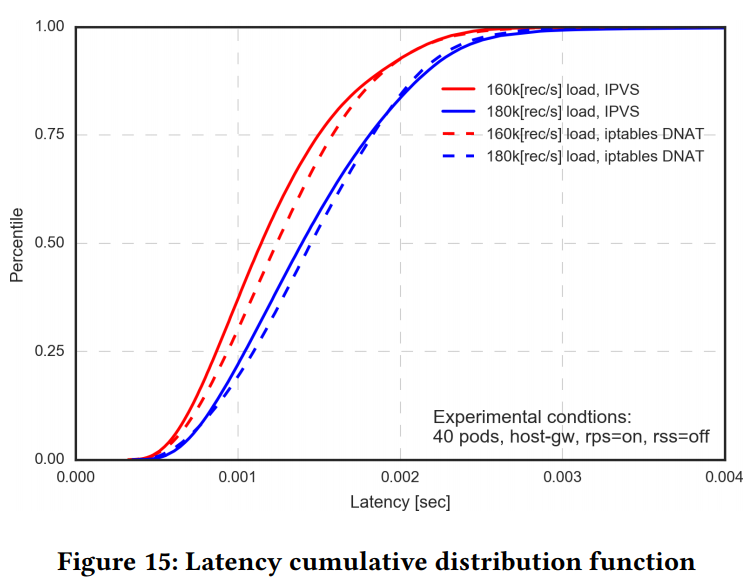 1.00
0.75
0.50
0.25
0.00
Percentile
160k[rec/s] load, IPVS
180k[rec/s] load, IPVS
160k[rec/s] load, iptables DNAT
180k[rec/s] load, iptables DNAT
Experimental condtions:
40 pods, host-gw, rps=on, rss=off
0.000 0.001 0.002 0.003 0.004
Latency [sec]
Figure 15: Latency cumulative distribution function